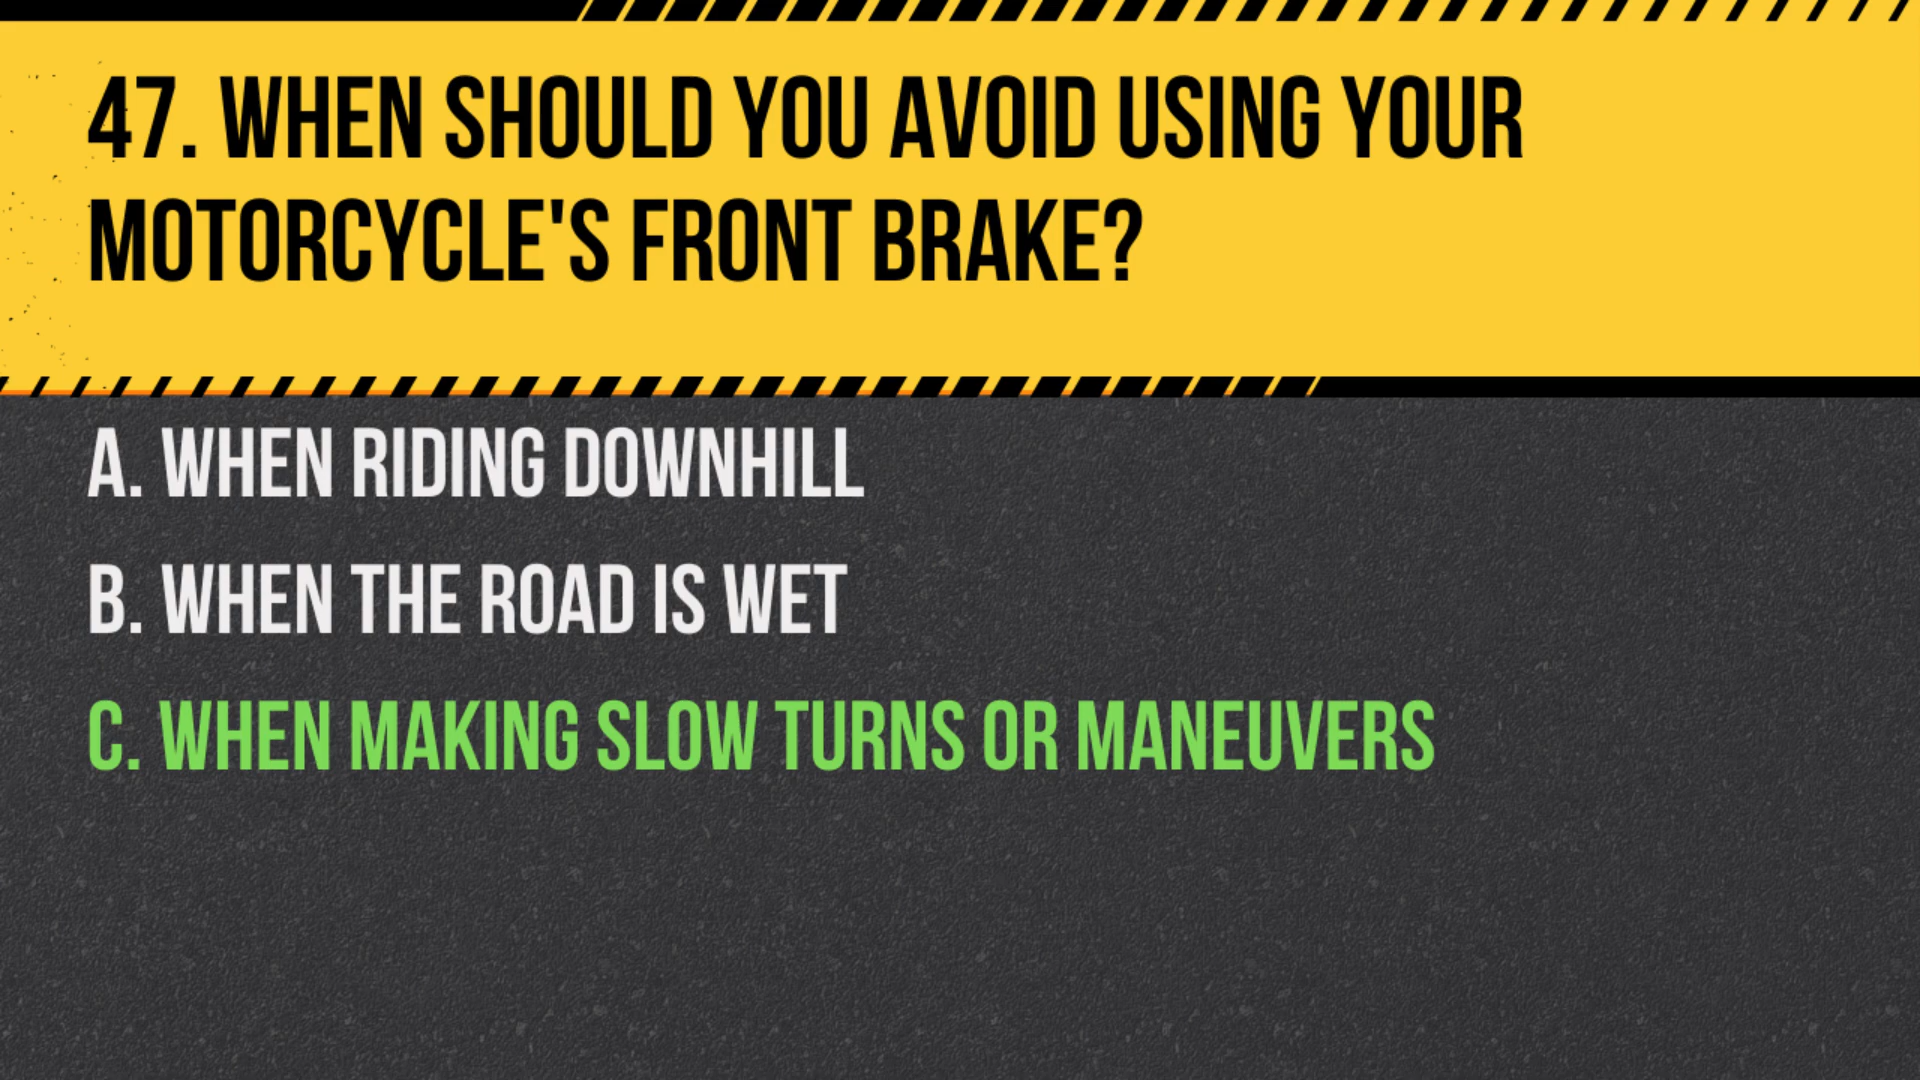 47. WHEN SHOULD YOU AVOID USING YOUR
MOTORCYCLE'S FRONT BRAKE?
A. WHEN RIDING DOWNHILL
B. WHEN THE ROAD IS WET
C. WHEN MAKING SLOW TURNS OR MANEUVERS